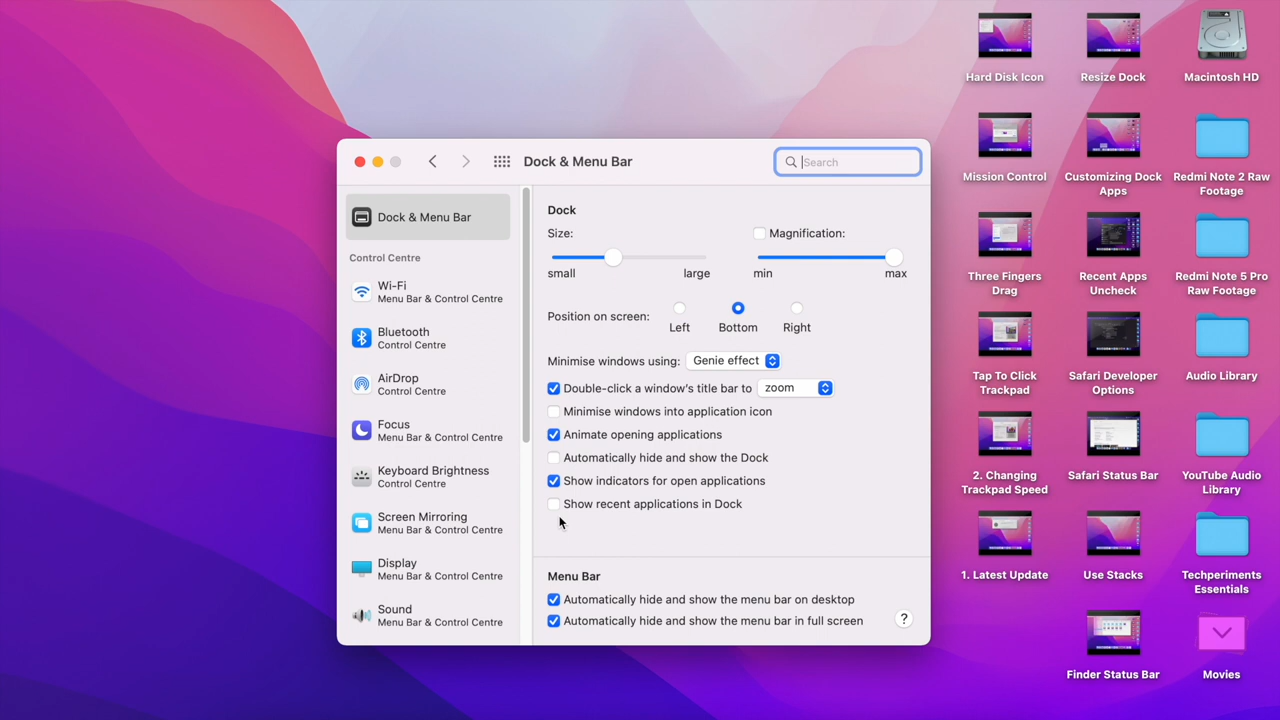 Dock & Menu Bar
Search
Dock & Menu Bar
Control Centre
Wi-Fi
Menu Bar & Control Centre
Bluetooth
Control Centre
AirDrop
Control Centre
Focus
Menu Bar & Control Centre
Keyboard Brightness
Control Centre
Screen Mirroring
Menu Bar & Control Centre
Display
Menu Bar & Control Centre
Sound
Menu Bar & Control Centre
Dock
Size:
small large
Magnification:
min max
Position on screen:
Left Bottom Right
Minimise windows using: Genie effect
Double-click a window's title bar to zoom
Minimise windows into application icon
Animate opening applications
Automatically hide and show the Dock
Show indicators for open applications
Show recent applications in Dock
Menu Bar
Automatically hide and show the menu bar on desktop
Automatically hide and show the menu bar in full screen
?
Hard Disk Icon
Resize Dock
Macintosh HD
Mission Control
Customizing Dock
Apps
Redmi Note 2 Raw
Footage
Three Fingers
Drag
Recent Apps
Uncheck
Redmi Note 5 Pro
Raw Footage
Tap To Click
Trackpad
Safari Developer
Options
Audio Library
2. Changing
Trackpad Speed
Safari Status Bar
YouTube Audio
Library
1. Latest Update
Use Stacks
Techperiments
Essentials
Finder Status Bar
Movies